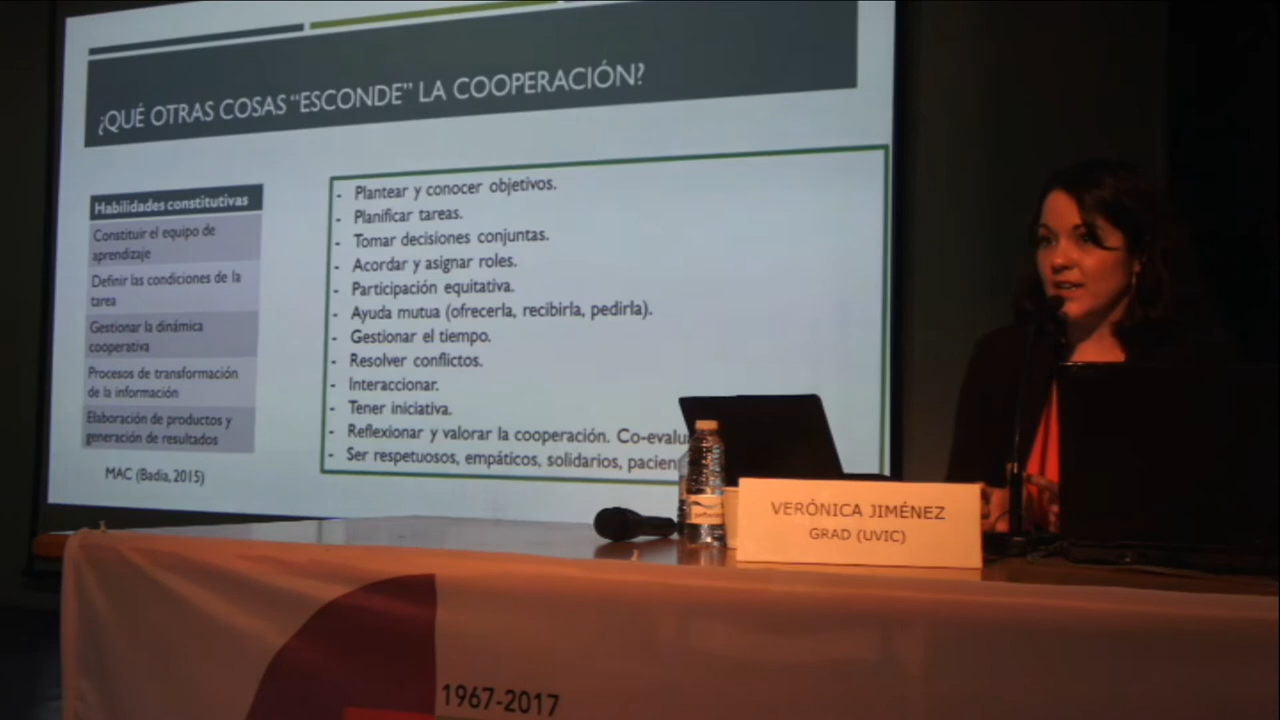 ¿QUÉ OTRAS COSAS “ESCONDE” LA COOPERACIÓN?
Habilidades constitutivas
Constituir el equipo de
aprendizaje
Definir las condiciones de la
tarea
Gestionar la dinámica
cooperativa
Procesos de transformación
de la información
Elaboración de productos y
generación de resultados
MAC (Badia, 2015)
- Plantear y conocer objetivos.
- Planificar tareas.
- Tomar decisiones conjuntas.
- Acordar y asignar roles.
- Participación equitativa.
- Ayuda mutua (ofrecerla, recibirla, pedirla).
- Gestionar el tiempo.
- Resolver conflictos.
- Interaccionar.
- Tener iniciativa.
- Reflexionar y valorar la cooperación. Co-evalu
- Ser respetuosos, empáticos, solidarios, pacien
VERÓNICA JIMÉNEZ
GRAD (UVIC)
1967-2017